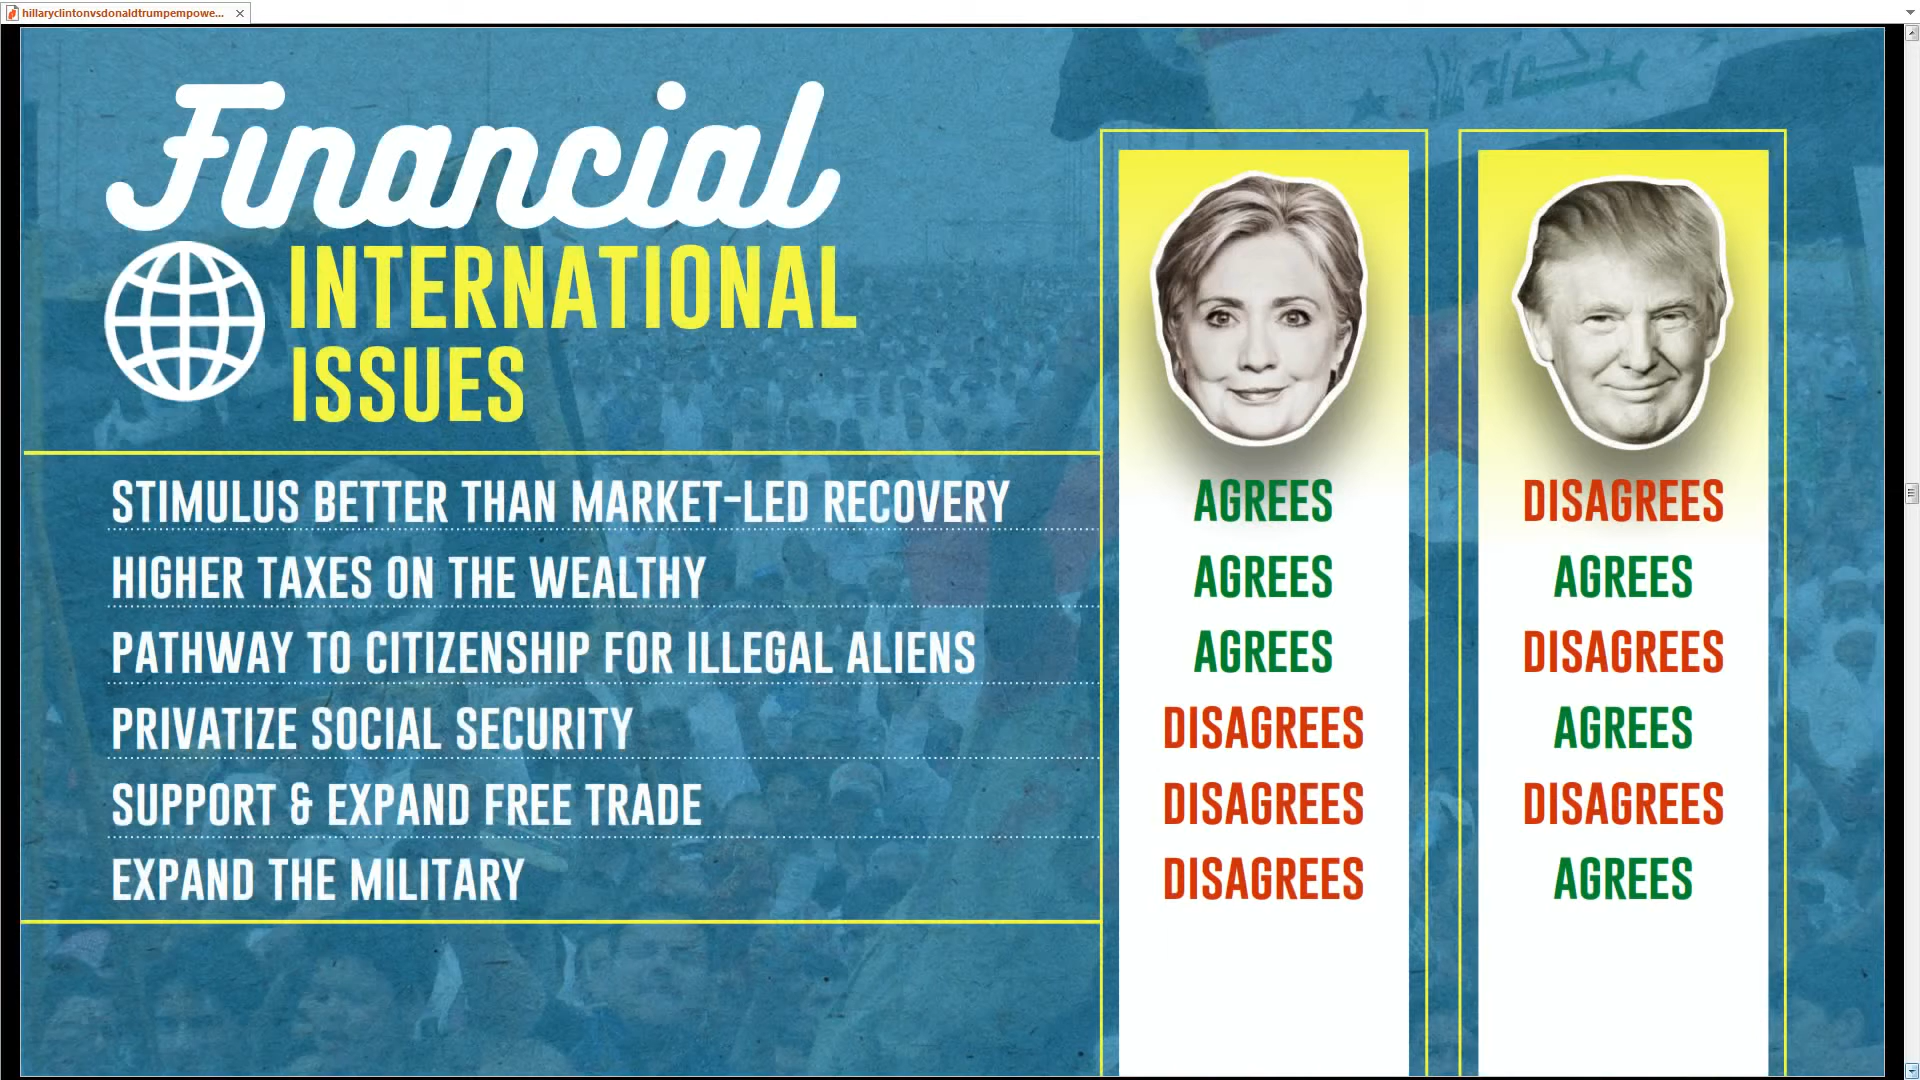 hillaryclintonvsdonaldtrumpempowe...
Financial
INTERNATIONAL
ISSUES
STIMULUS BETTER THAN MARKET-LED RECOVERY AGREES DISAGREES
HIGHER TAXES ON THE WEALTHY AGREES AGREES
PATHWAY TO CITIZENSHIP FOR ILLEGAL ALIENS AGREES DISAGREES
PRIVATIZE SOCIAL SECURITY DISAGREES AGREES
SUPPORT & EXPAND FREE TRADE DISAGREES DISAGREES
EXPAND THE MILITARY DISAGREES AGREES